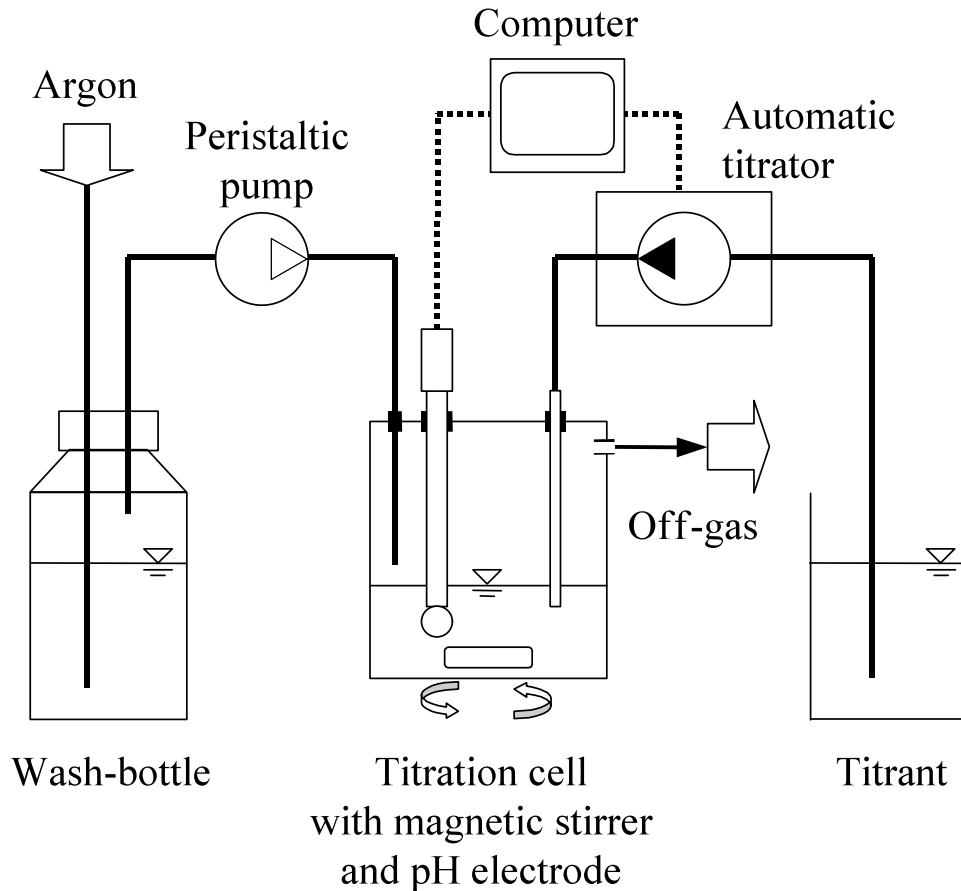 Computer
Argon
Peristaltic
pump
Automatic
titrator
Off-gas
Wash-bottle
Titration cell
with magnetic stirrer
and pH electrode
Titrant